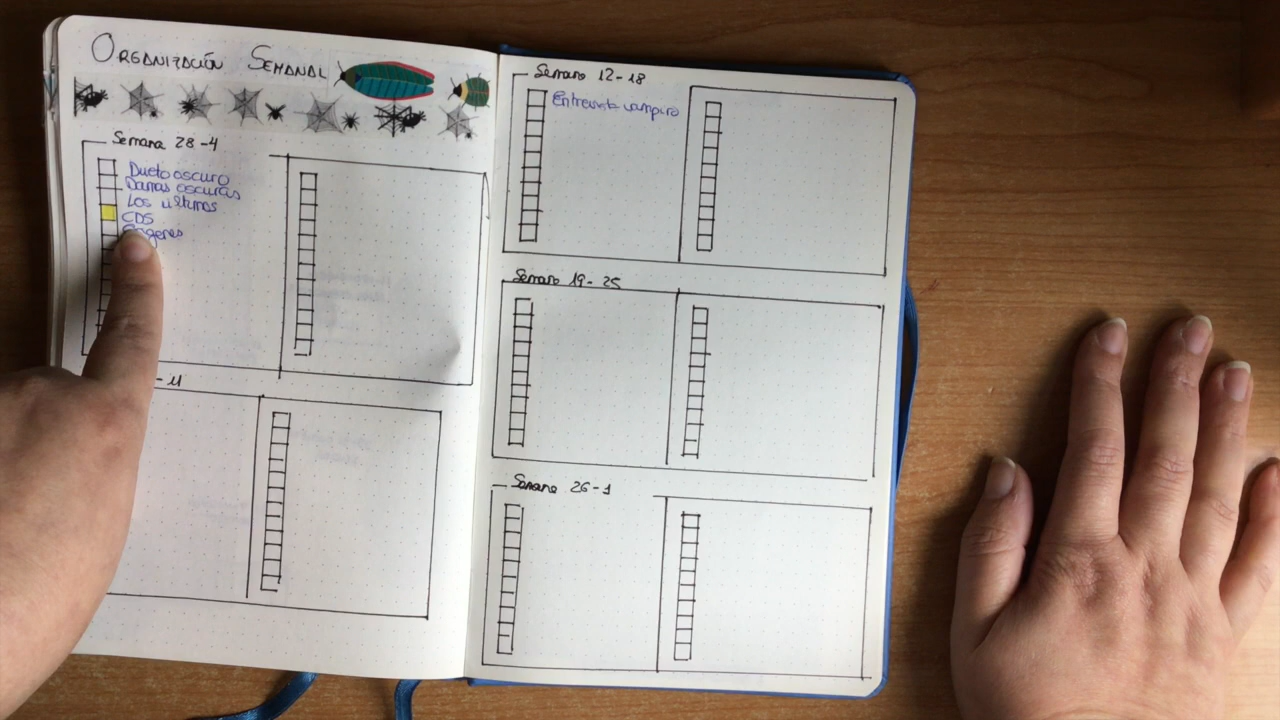 ORGANIZACIÓN SEMANAL
Semana 28-4
Dueto oscuro
Damas oscuras
Los últimos
CDS
- 11
Semana 12-18
Entrevista vampiro
Semana 19-25
Semana 26-1